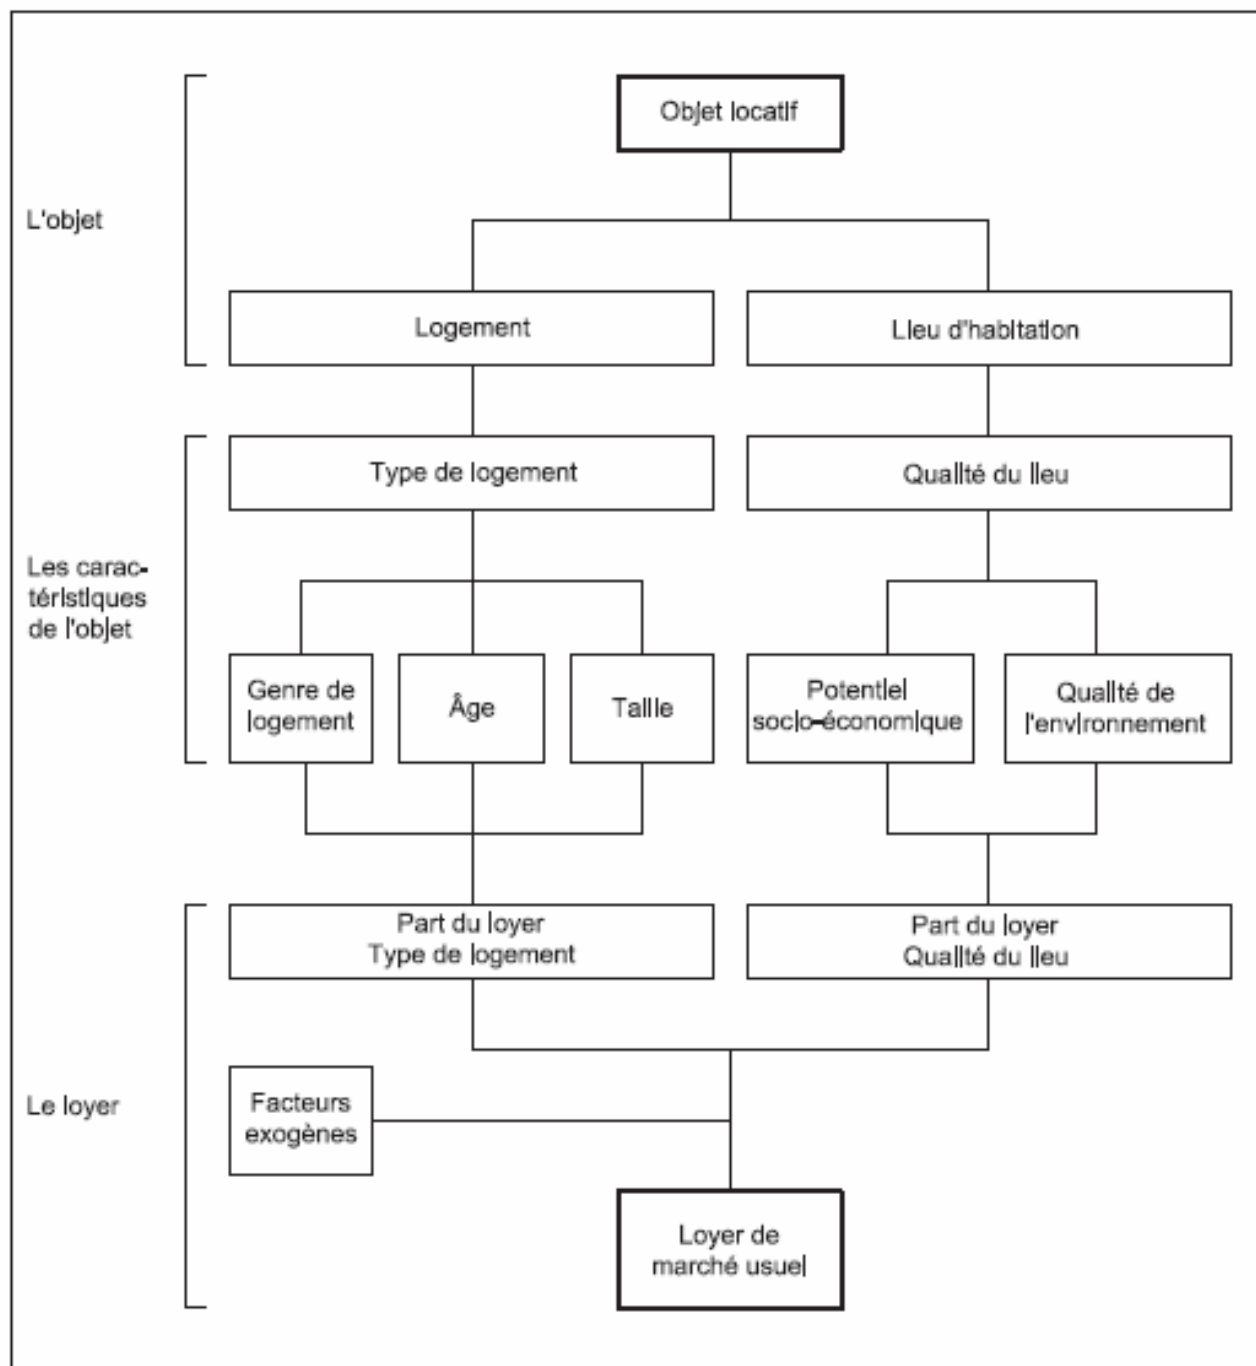 Objet locatif
L'objet
Logement
Lieu d'habitation
Type de logement
Qualité du lieu
Les carac-
téristiques
de l'objet
Genre de
logement
Âge
Taille
Potentiel
socio-économique
Qualité de
l'environnement
Part du loyer
Type de logement
Part du loyer
Qualité du lieu
Le loyer
Facteurs
exogènes
Loyer de
marché usuel